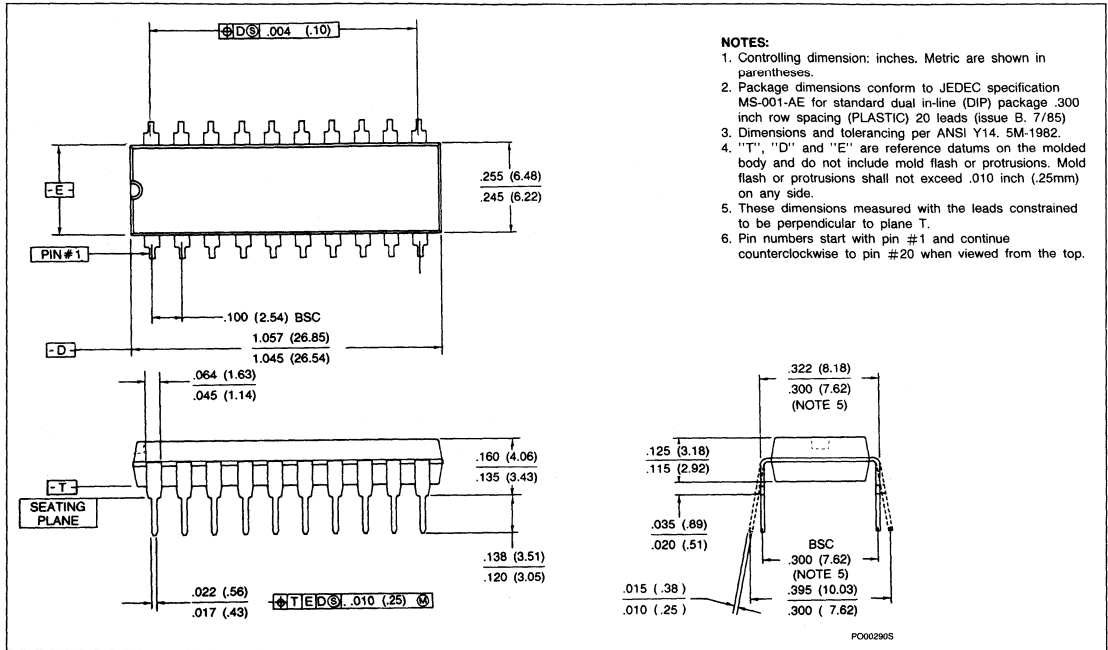 ⌖ D Ⓢ .004 (.10)
NOTES:
1. Controlling dimension: inches. Metric are shown in
parentheses.
2. Package dimensions conform to JEDEC specification
MS-001-AE for standard dual in-line (DIP) package .300
inch row spacing (PLASTIC) 20 leads (issue B. 7/85)
3. Dimensions and tolerancing per ANSI Y14. 5M-1982.
4. "T", "D" and "E" are reference datums on the molded
body and do not include mold flash or protrusions. Mold
flash or protrusions shall not exceed .010 inch (.25mm)
on any side.
5. These dimensions measured with the leads constrained
to be perpendicular to plane T.
6. Pin numbers start with pin #1 and continue
counterclockwise to pin #20 when viewed from the top.
-E-
.255 (6.48)
.245 (6.22)
PIN#1
.100 (2.54) BSC
-D-
1.057 (26.85)
1.045 (26.54)
.064 (1.63)
.045 (1.14)
.160 (4.06)
.135 (3.43)
-T-
SEATING
PLANE
.138 (3.51)
.120 (3.05)
.022 (.56)
.017 (.43)
⌖ T E D Ⓢ .010 (.25) Ⓜ
.322 (8.18)
.300 (7.62)
(NOTE 5)
.125 (3.18)
.115 (2.92)
.035 (.89)
.020 (.51)
BSC
.300 (7.62)
(NOTE 5)
.015 (.38 )
.010 (.25 )
.395 (10.03)
.300 ( 7.62)
PO00290S